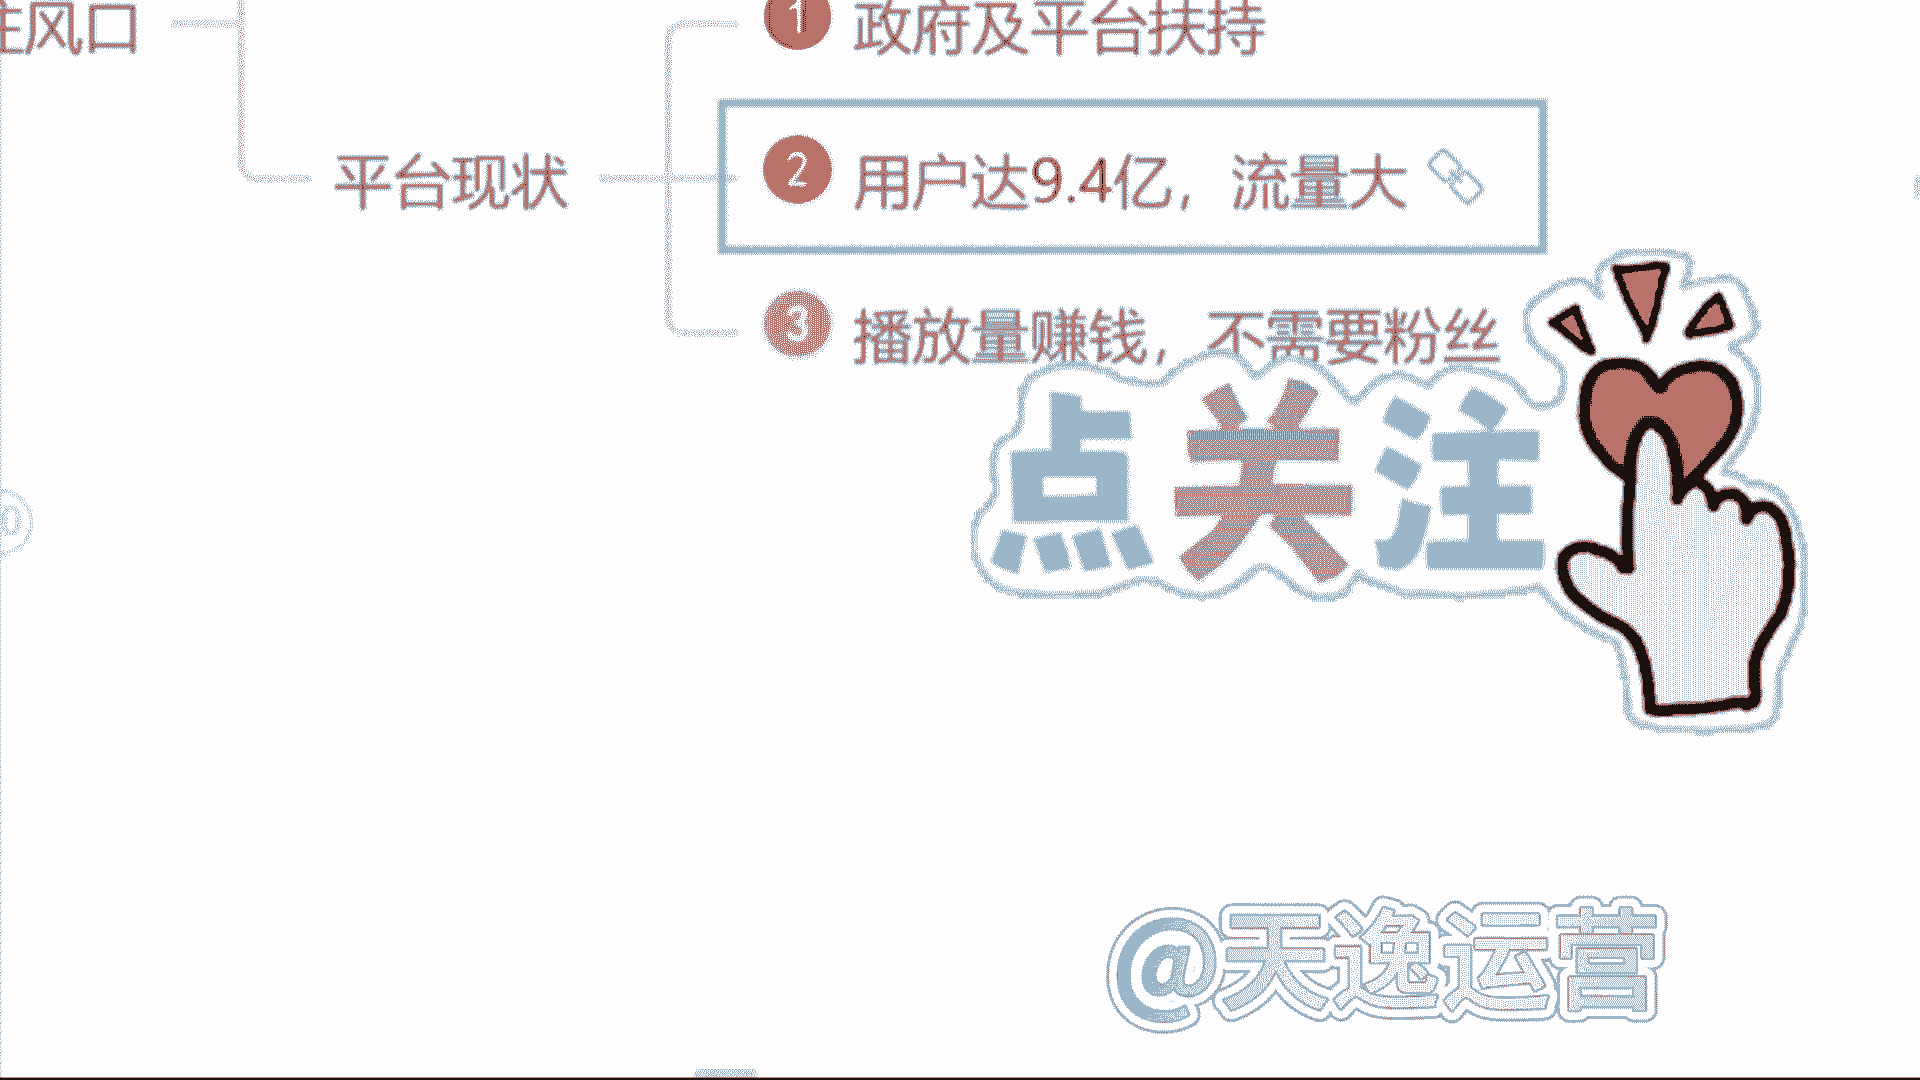 风口
1 政府及平台扶持
平台现状
2 用户达9.4亿，流量大
3 播放量赚钱，不需要粉丝
点关注
@天逸运营